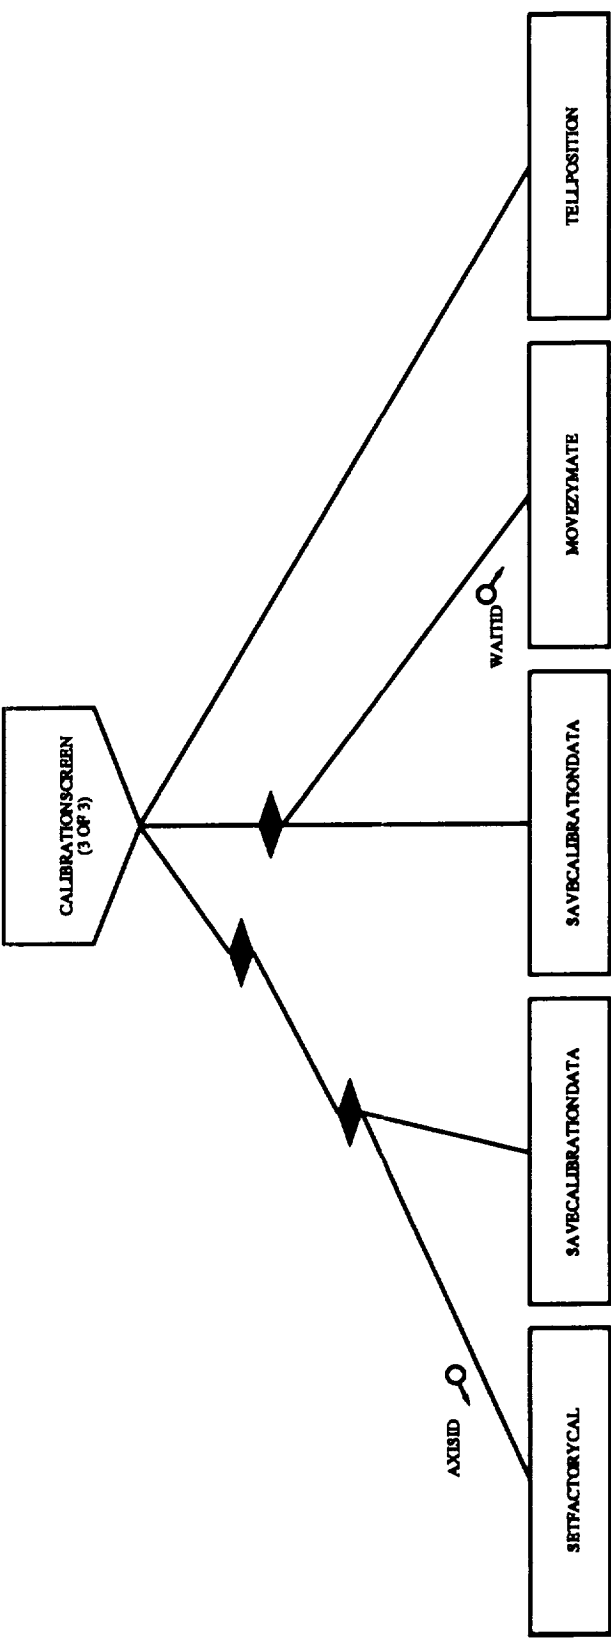 CALIBRATIONSCREEN
(3 OF 3)
AXISID
WAITID
SETFACTORYCAL
SAVECALIBRATIONDATA
SAVECALIBRATIONDATA
MOVEZYMATE
TELLPOSITION